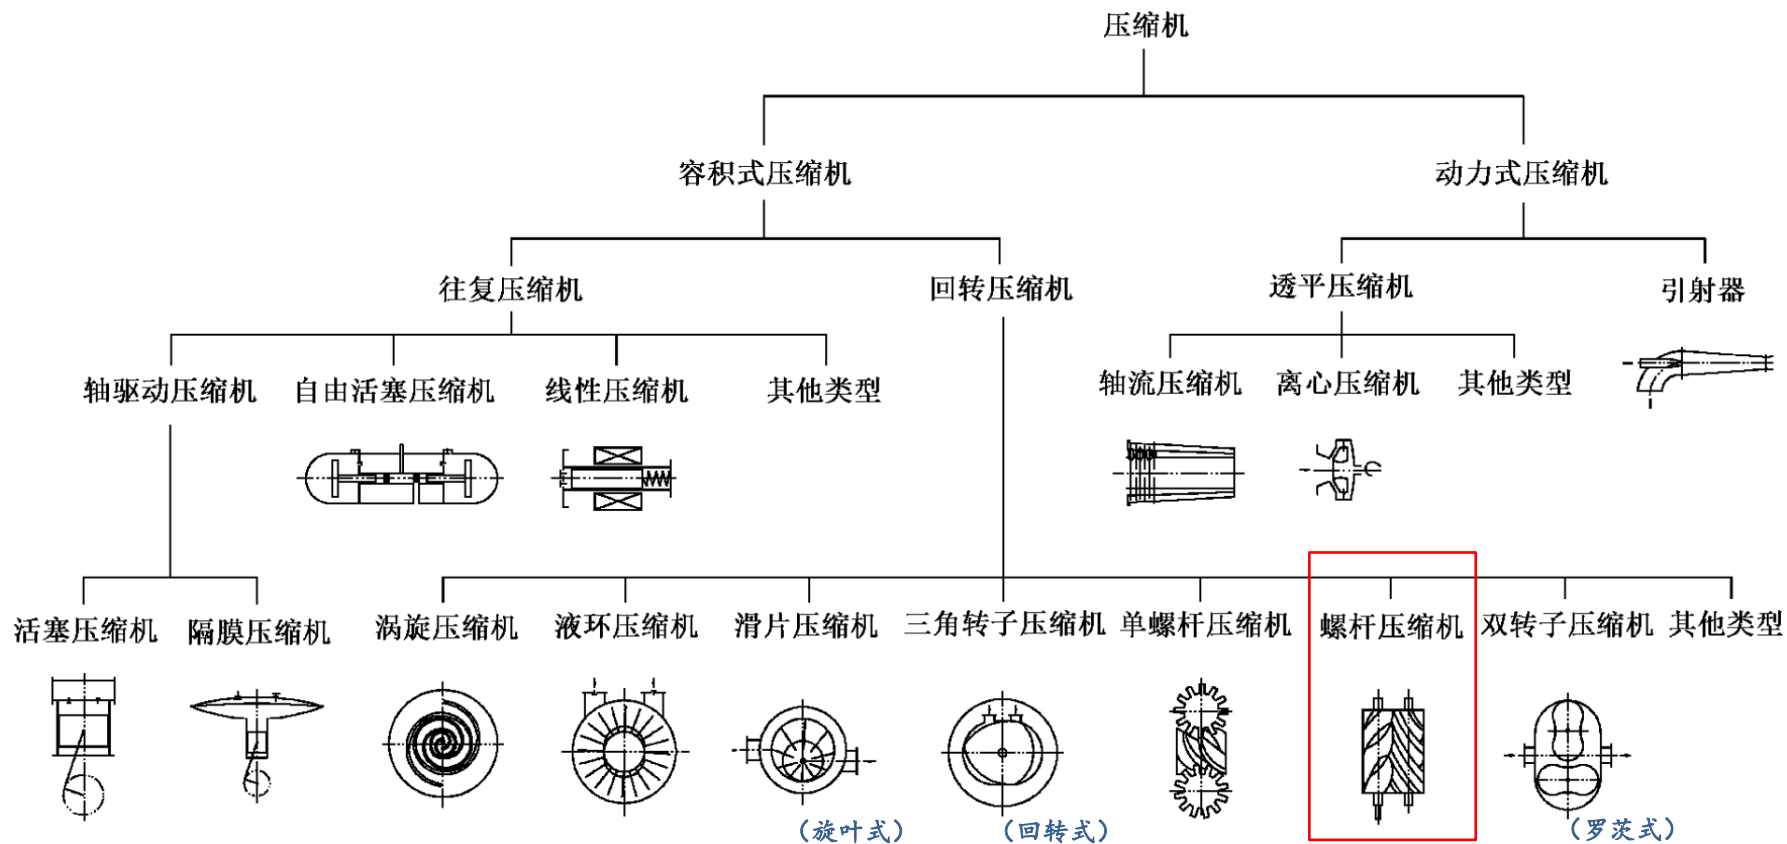 压缩机
容积式压缩机
动力式压缩机
往复压缩机
回转压缩机
透平压缩机
引射器
轴驱动压缩机
自由活塞压缩机
线性压缩机
其他类型
轴流压缩机
离心压缩机
其他类型
活塞压缩机
隔膜压缩机
涡旋压缩机
液环压缩机
滑片压缩机
三角转子压缩机
单螺杆压缩机
螺杆压缩机
双转子压缩机
其他类型
（旋叶式）
（回转式）
（罗茨式）